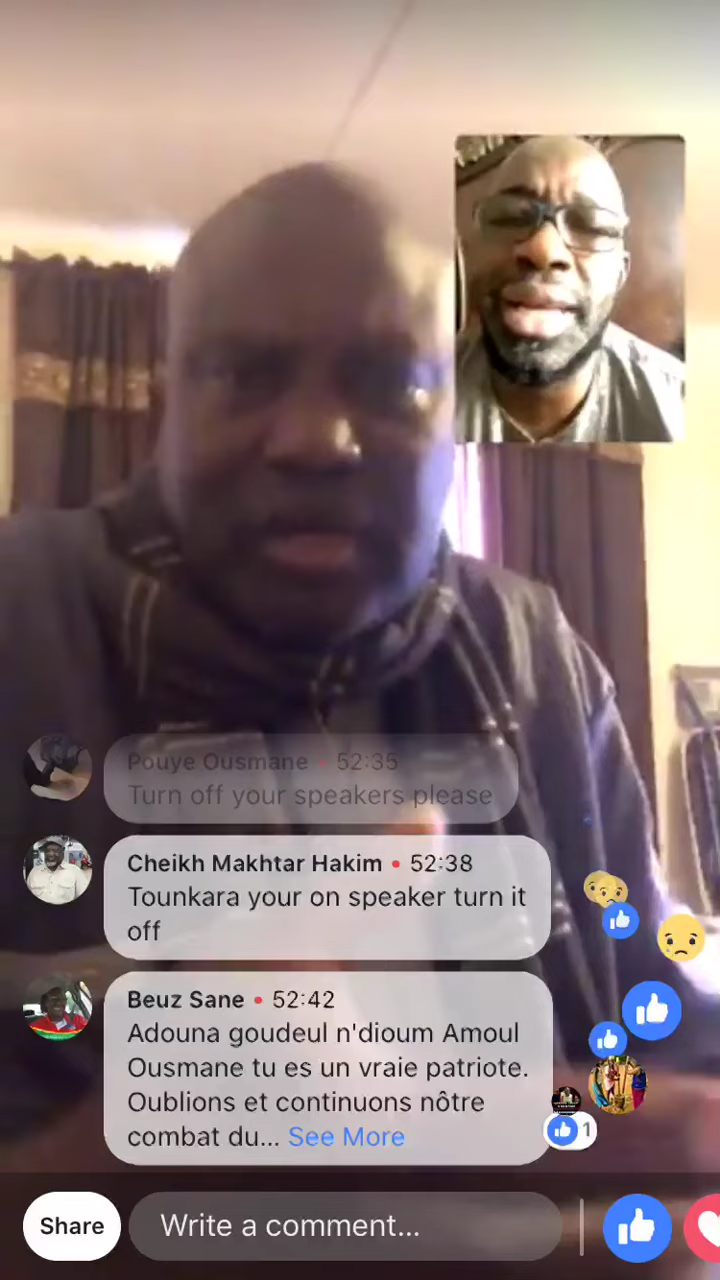 Pouye Ousmane • 52:35
Turn off your speakers please
Cheikh Makhtar Hakim • 52:38
Tounkara your on speaker turn it
off
Beuz Sane • 52:42
Adouna goudeul n'dioum Amoul
Ousmane tu es un vraie patriote.
Oublions et continuons nôtre
combat du... See More
1
Share
Write a comment...